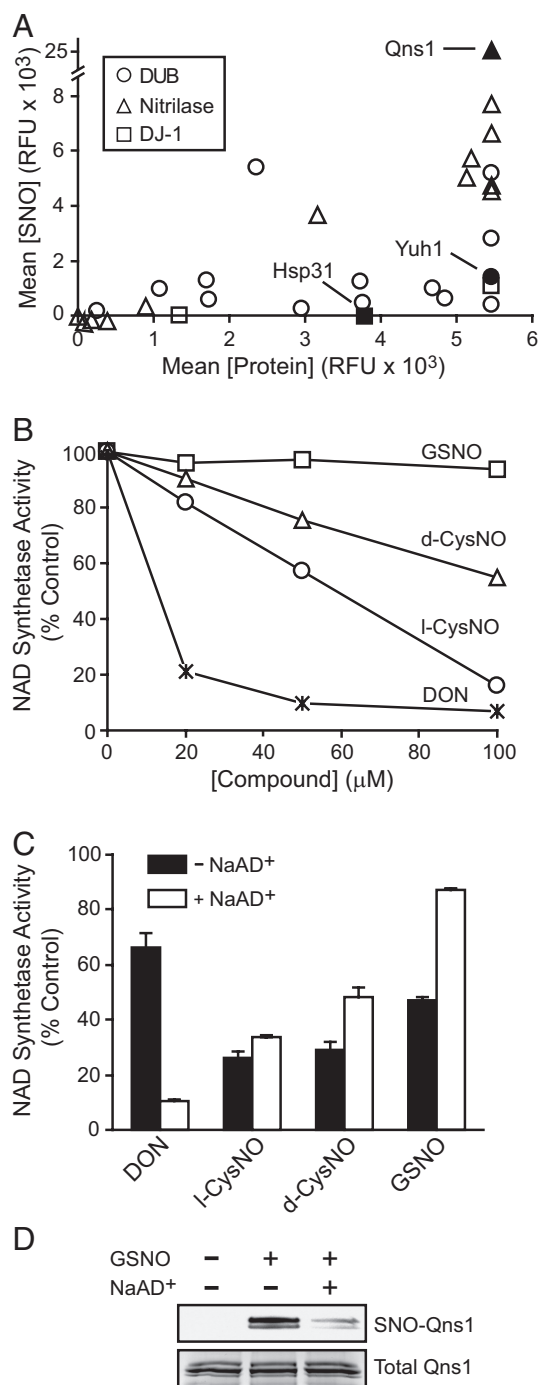 A
Mean [SNO] (RFU x 10³)
25
8
6
4
2
0
DUB
Nitrilase
DJ-1
Qns1
Yuh1
Hsp31
0 1 2 3 4 5 6
Mean [Protein] (RFU x 10³)
B
NAD Synthetase Activity
(% Control)
100
80
60
40
20
0
GSNO
d-CysNO
l-CysNO
DON
0 20 40 60 80 100
[Compound] (μM)
C
NAD Synthetase Activity
(% Control)
100
80
60
40
20
0
– NaAD⁺
+ NaAD⁺
DON
l-CysNO
d-CysNO
GSNO
D
GSNO – + +
NaAD⁺ – – +
SNO-Qns1
Total Qns1